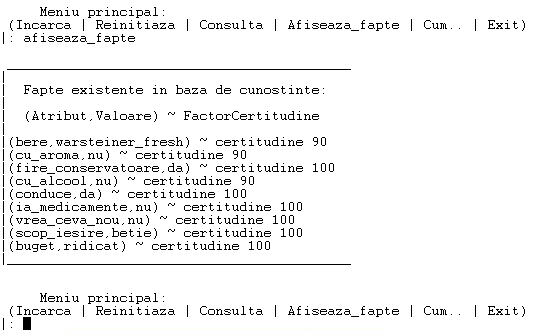 Meniu principal:
(Incarca | Reinitiaza | Consulta | Afiseaza_fapte | Cum.. | Exit)
|: afiseaza_fapte
Fapte existente in baza de cunostinte:
(Atribut,Valoare) ~ FactorCertitudine
|(bere,warsteiner_fresh) ~ certitudine 90
|(cu_aroma,nu) ~ certitudine 90
|(fire_conservatoare,da) ~ certitudine 100
|(cu_alcool,nu) ~ certitudine 90
|(conduce,da) ~ certitudine 100
|(ia_medicamente,nu) ~ certitudine 100
|(vrea_ceva_nou,nu) ~ certitudine 100
|(scop_iesire,betie) ~ certitudine 100
|(buget,ridicat) ~ certitudine 100
Meniu principal:
(Incarca | Reinitiaza | Consulta | Afiseaza_fapte | Cum.. | Exit)
|: